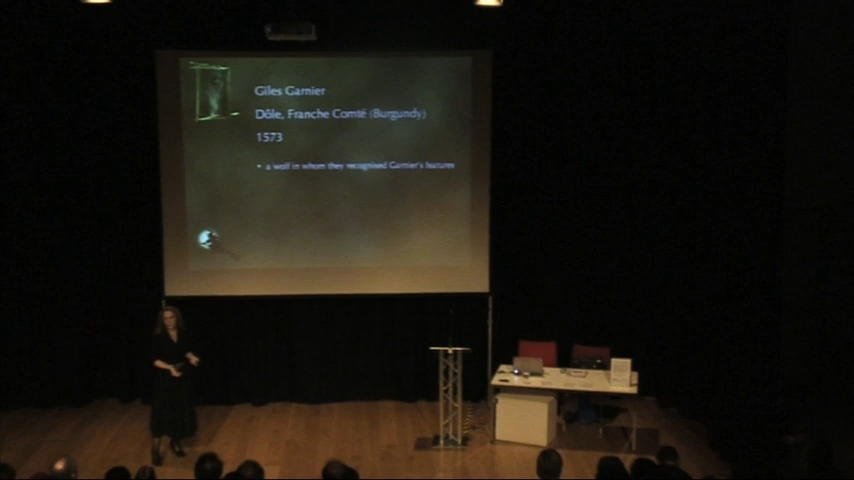 Giles Garnier
Dôle, Franche Comté (Burgundy)
1573
• a wolf in whom they recognised Garnier's features